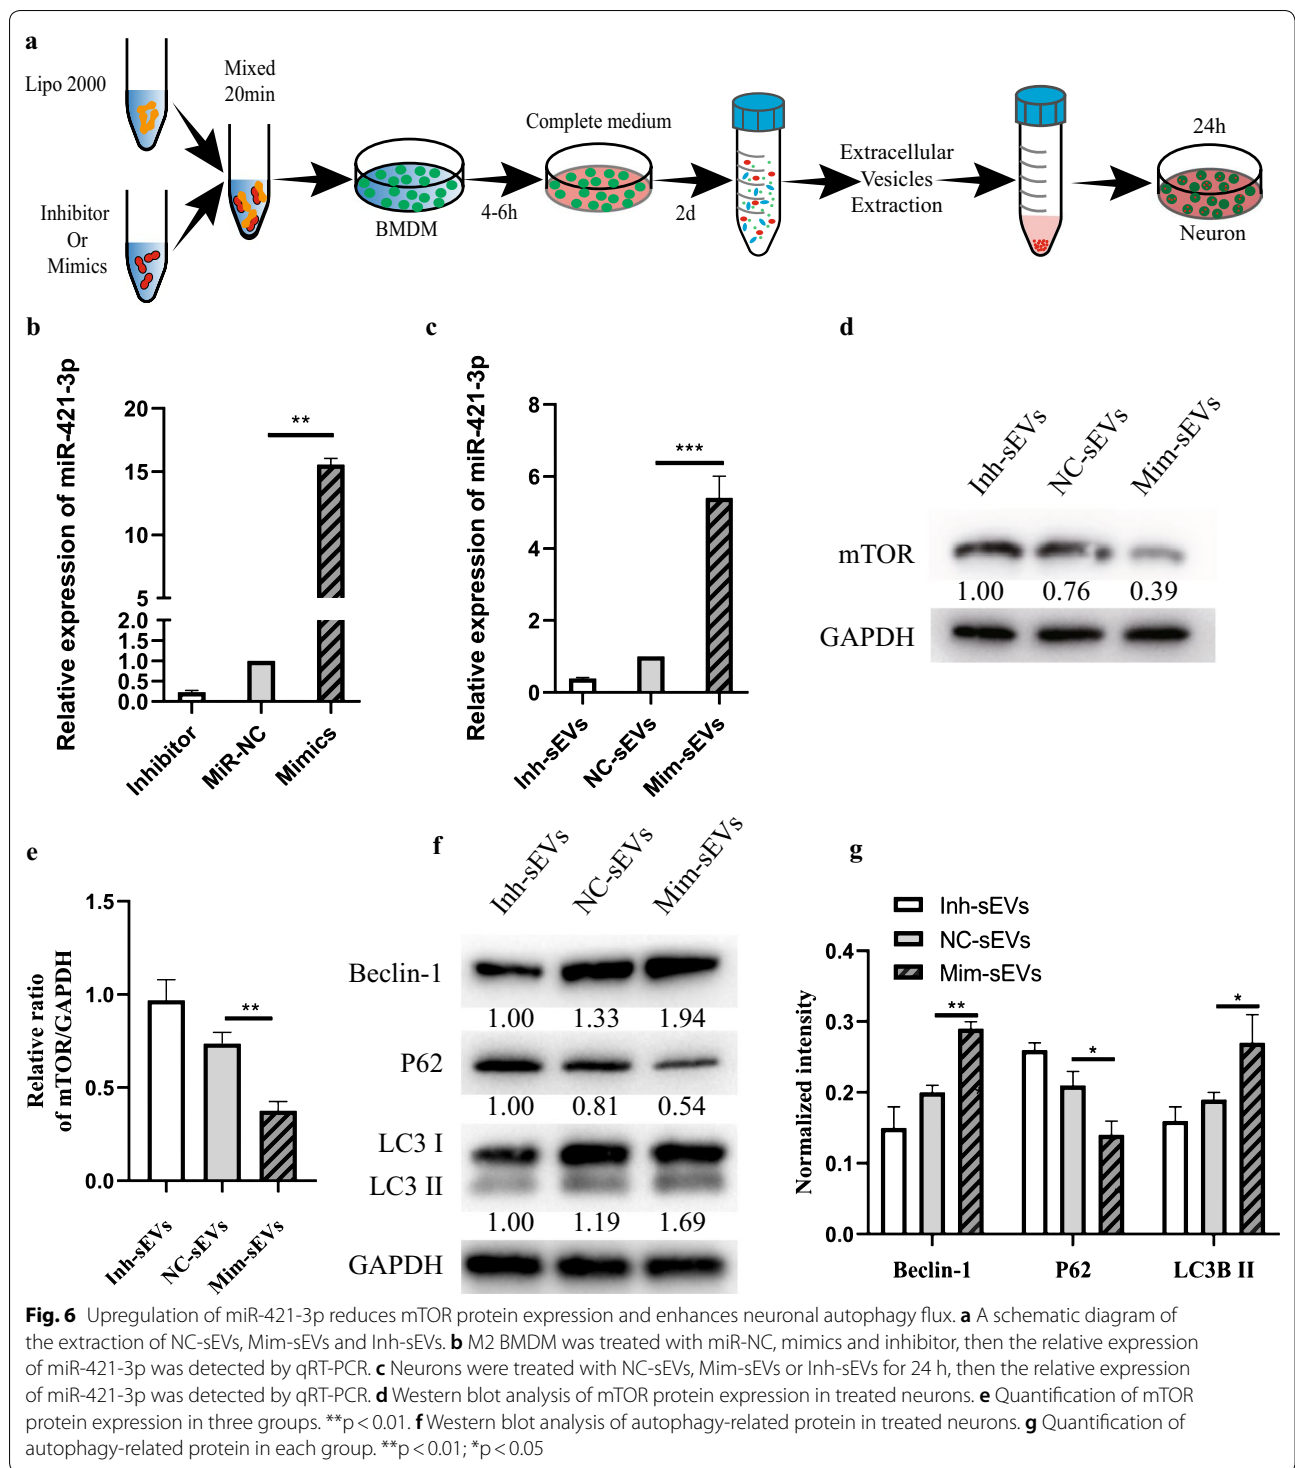 a
Lipo 2000
Mixed
20min
Inhibitor
Or
Mimics
BMDM
4-6h
Complete medium
2d
Extracellular
Vesicles
Extraction
24h
Neuron
b
Relative expression of miR-421-3p
20
15
10
5
2.0
1.5
1.0
0.5
0.0
**
Inhibitor
MiR-NC
Mimics
c
Relative expression of miR-421-3p
8
6
4
2
0
***
Inh-sEVs
NC-sEVs
Mim-sEVs
d
Inh-sEVs
NC-sEVs
Mim-sEVs
mTOR
1.00 0.76 0.39
GAPDH
e
Relative ratio
of mTOR/GAPDH
1.5
1.0
0.5
0.0
**
Inh-sEVs
NC-sEVs
Mim-sEVs
f
Inh-sEVs
NC-sEVs
Mim-sEVs
Beclin-1
1.00 1.33 1.94
P62
1.00 0.81 0.54
LC3 I
LC3 II
1.00 1.19 1.69
GAPDH
g
Inh-sEVs
NC-sEVs
Mim-sEVs
Normalized intensity
0.4
0.3
0.2
0.1
0.0
**
*
*
Beclin-1
P62
LC3B II
Fig. 6 Upregulation of miR-421-3p reduces mTOR protein expression and enhances neuronal autophagy flux. a A schematic diagram of
the extraction of NC-sEVs, Mim-sEVs and Inh-sEVs. b M2 BMDM was treated with miR-NC, mimics and inhibitor, then the relative expression
of miR-421-3p was detected by qRT-PCR. c Neurons were treated with NC-sEVs, Mim-sEVs or Inh-sEVs for 24 h, then the relative expression
of miR-421-3p was detected by qRT-PCR. d Western blot analysis of mTOR protein expression in treated neurons. e Quantification of mTOR
protein expression in three groups. **p < 0.01. f Western blot analysis of autophagy-related protein in treated neurons. g Quantification of
autophagy-related protein in each group. **p < 0.01; *p < 0.05